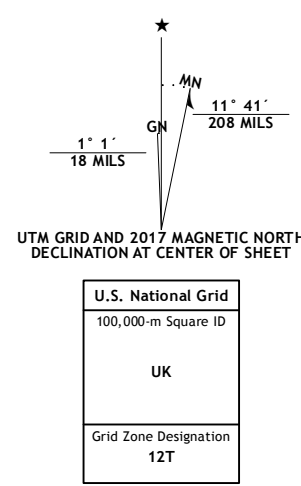 ★
MN
11° 41´
208 MILS
GN
1° 1´
18 MILS
UTM GRID AND 2017 MAGNETIC NORTH
DECLINATION AT CENTER OF SHEET
U.S. National Grid
100,000-m Square ID
UK
Grid Zone Designation
12T